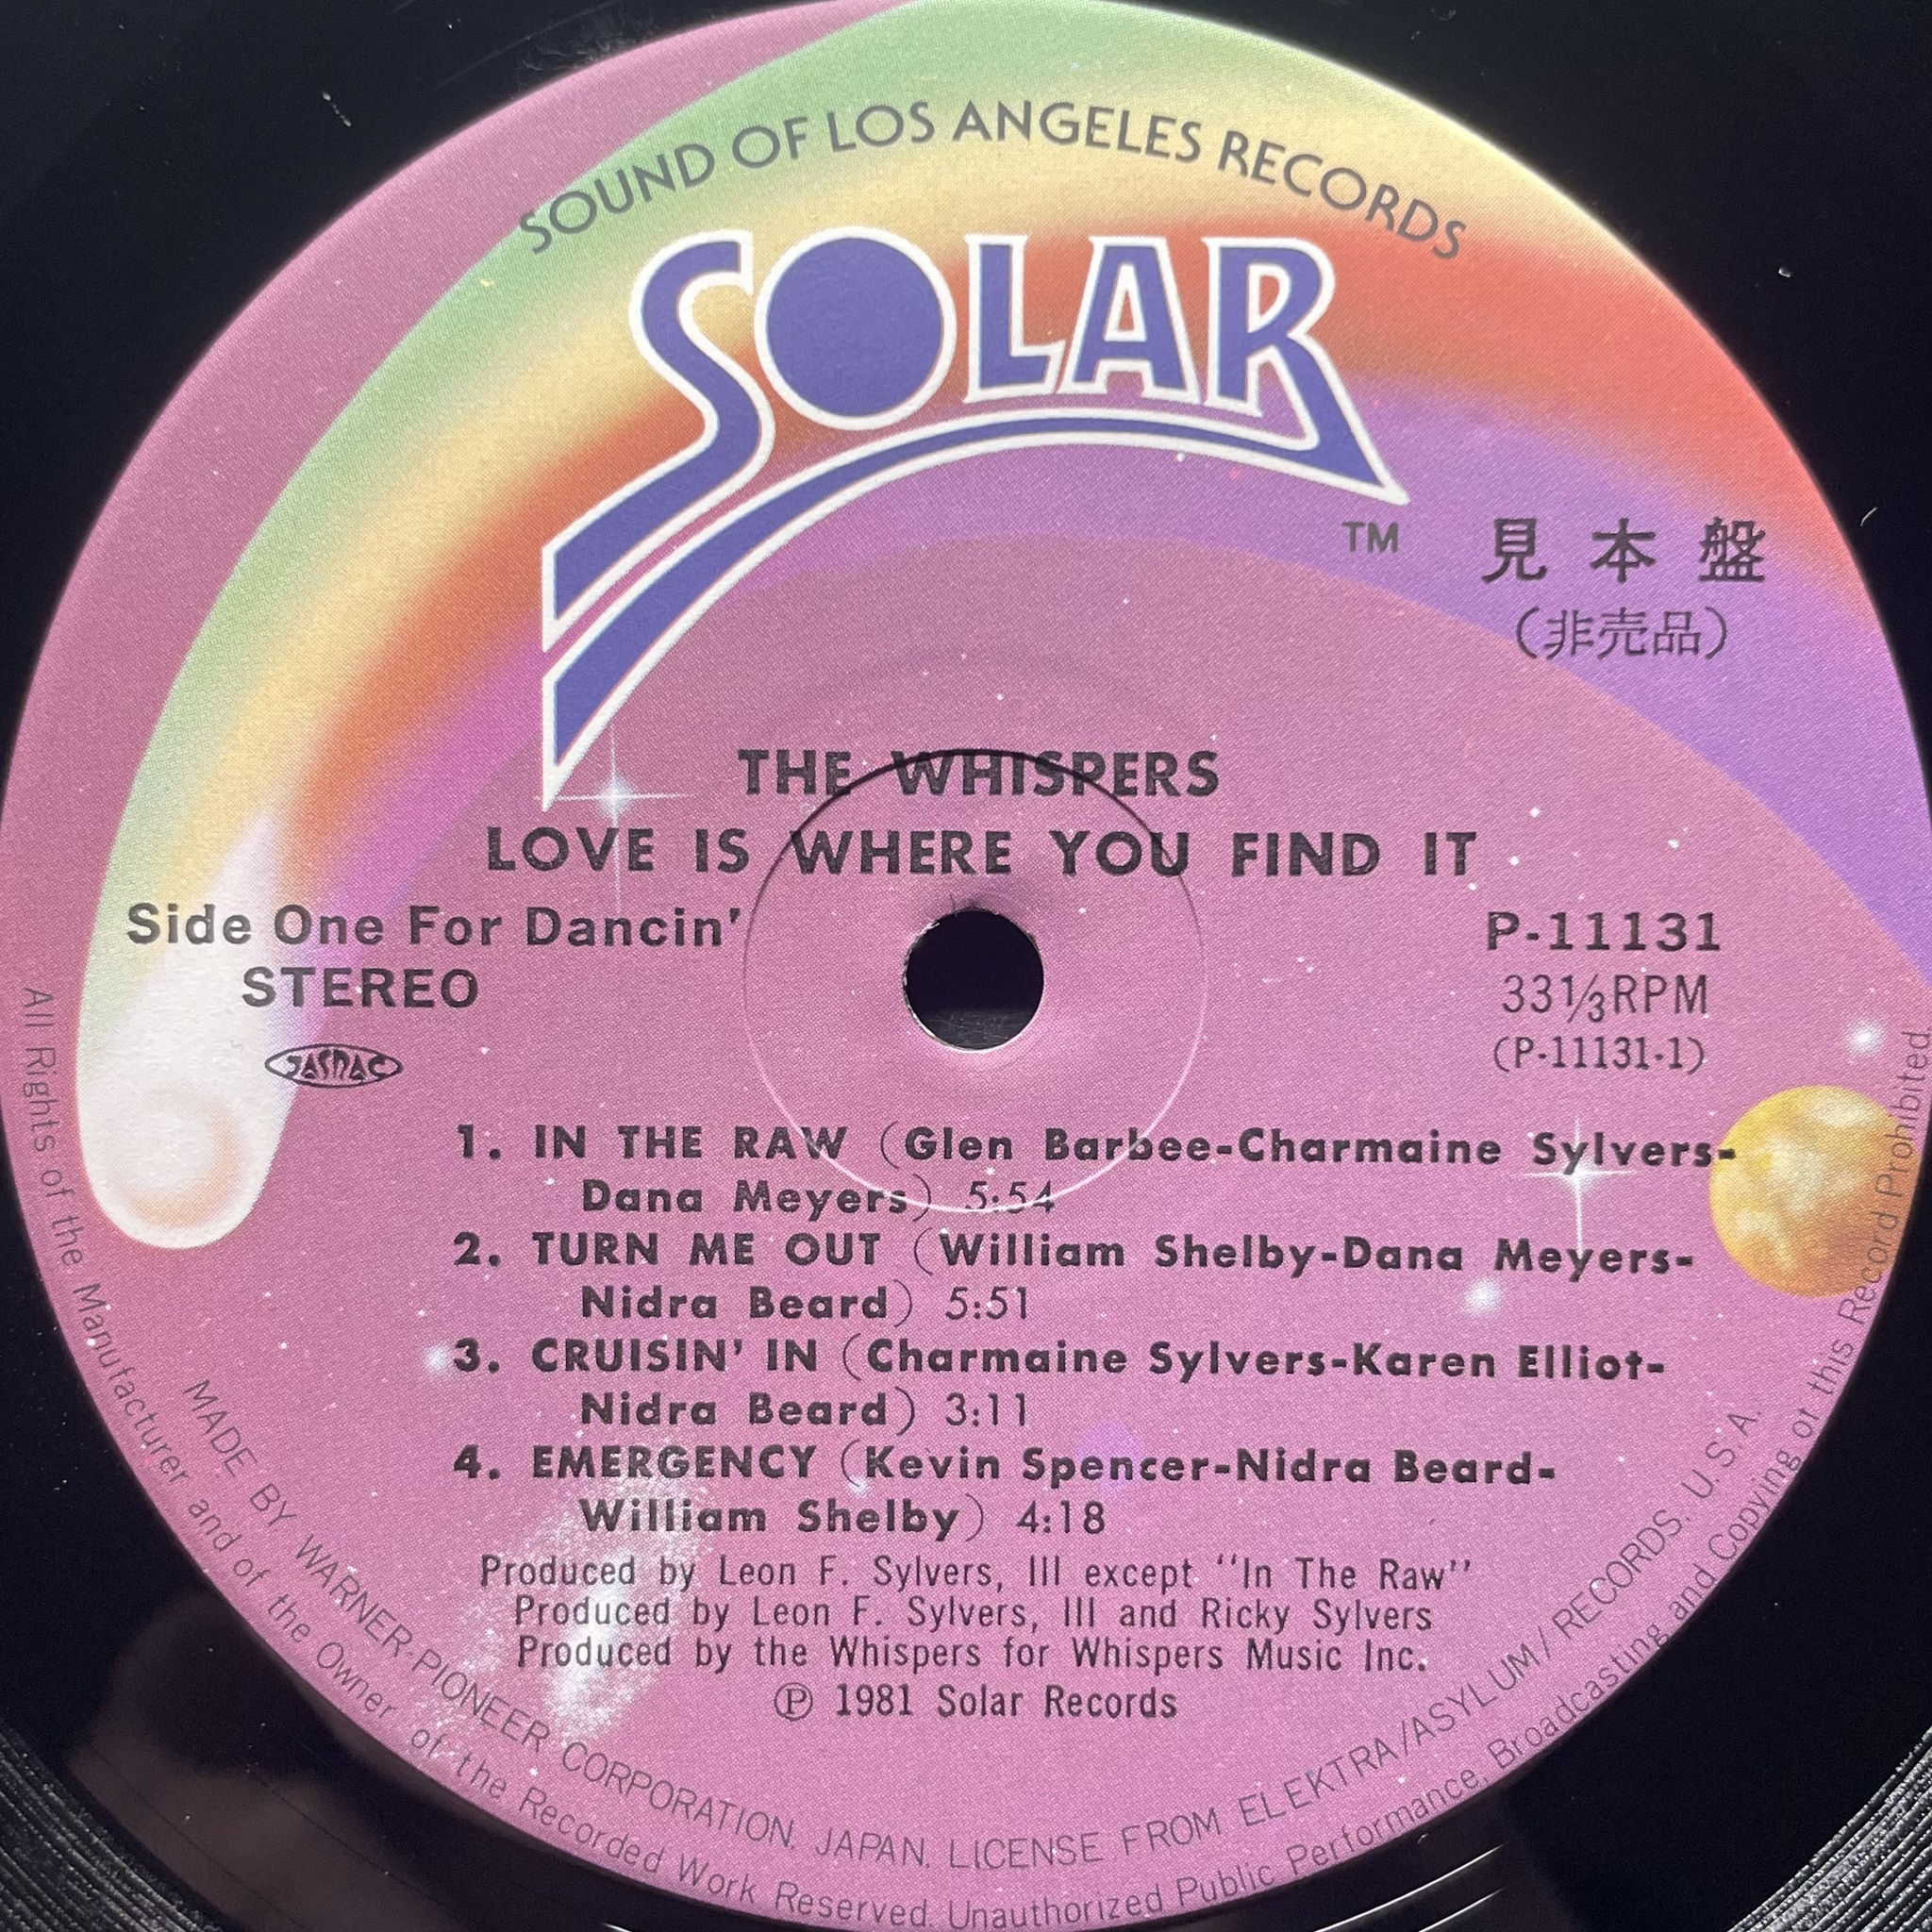 SOUND OF LOS ANGELES RECORDS
SOLAR
TM
見本盤
(非売品)
THE WHISPERS
LOVE IS WHERE YOU FIND IT
Side One For Dancin'
STEREO
JASRAC
P-11131
33⅓RPM
(P-11131-1)
1. IN THE RAW (Glen Barbee-Charmaine Sylvers-
Dana Meyers) 5:54
2. TURN ME OUT (William Shelby-Dana Meyers-
Nidra Beard) 5:51
3. CRUISIN' IN (Charmaine Sylvers-Karen Elliot-
Nidra Beard) 3:11
4. EMERGENCY (Kevin Spencer-Nidra Beard-
William Shelby) 4:18
Produced by Leon F. Sylvers, III except "In The Raw"
Produced by Leon F. Sylvers, III and Ricky Sylvers
Produced by the Whispers for Whispers Music Inc.
Ⓟ 1981 Solar Records
MADE BY WARNER-PIONEER CORPORATION, JAPAN, LICENSE FROM ELEKTRA/ASYLUM/RECORDS, U.S.A.
All Rights of the Manufacturer and of the Owner of the Recorded Work Reserved. Unauthorized Public Performance, Broadcasting and Copying of this Record Prohibited